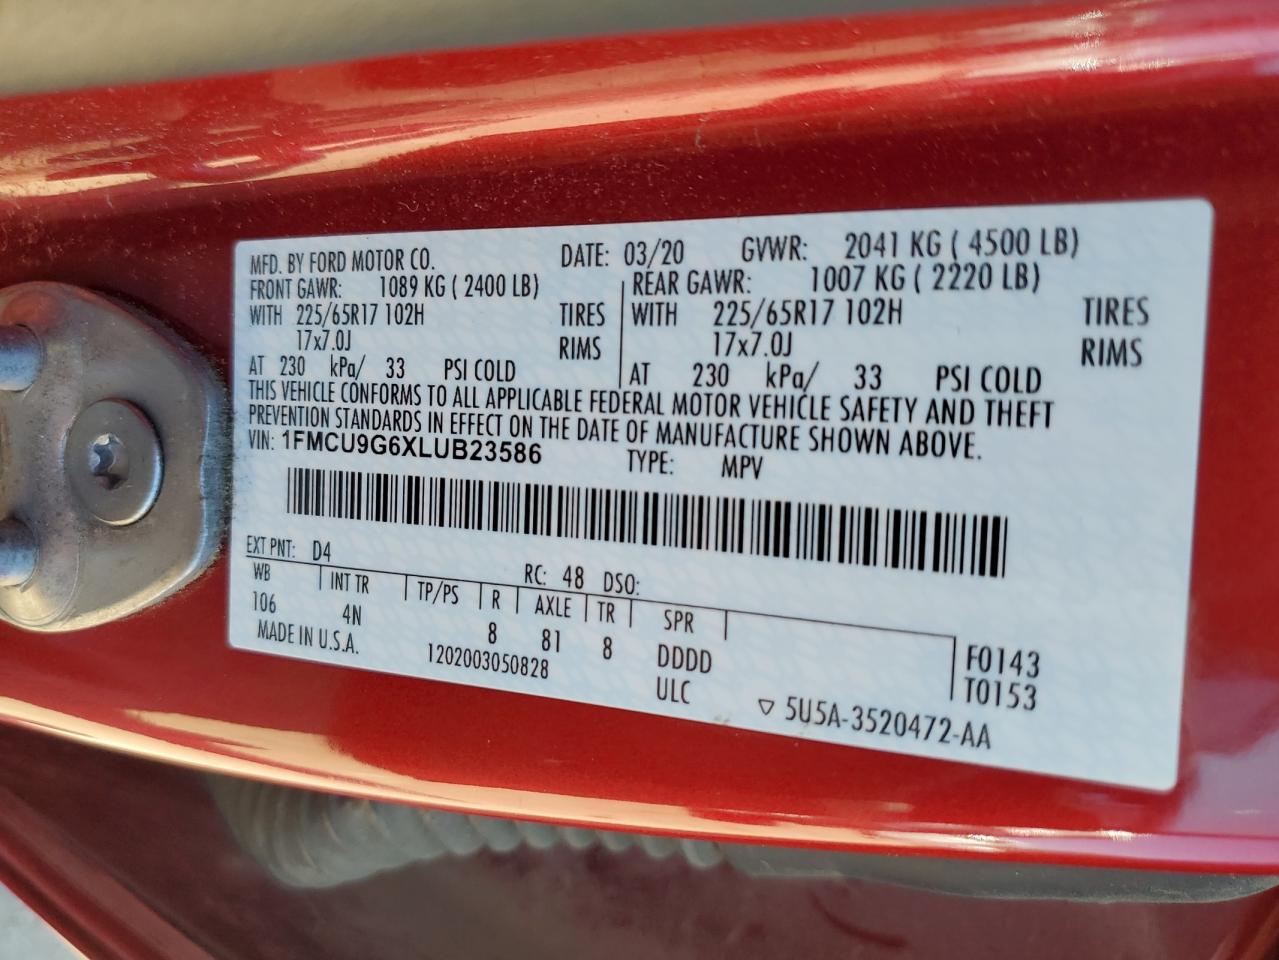 MFD. BY FORD MOTOR CO. DATE: 03/20 GVWR: 2041 KG ( 4500 LB)
FRONT GAWR: 1089 KG ( 2400 LB) REAR GAWR: 1007 KG ( 2220 LB)
WITH 225/65R17 102H TIRES WITH 225/65R17 102H TIRES
17x7.0J RIMS 17x7.0J RIMS
AT 230 kPa/ 33 PSI COLD AT 230 kPa/ 33 PSI COLD
THIS VEHICLE CONFORMS TO ALL APPLICABLE FEDERAL MOTOR VEHICLE SAFETY AND THEFT
PREVENTION STANDARDS IN EFFECT ON THE DATE OF MANUFACTURE SHOWN ABOVE.
VIN: 1FMCU9G6XLUB23586 TYPE: MPV
EXT PNT: D4 RC: 48 DSO:
WB INT TR TP/PS R AXLE TR SPR
106 4N 8 81 8 DDDD F0143
MADE IN U.S.A. 1202003050828 ULC T0153
▽ 5U5A-3520472-AA